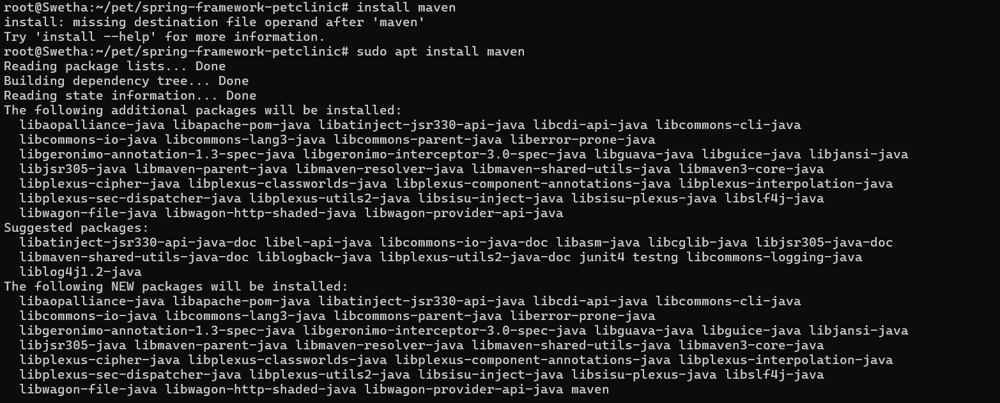 root@Swetha:~/pet/spring-framework-petclinic# install maven
install: missing destination file operand after 'maven'
Try 'install --help' for more information.
root@Swetha:~/pet/spring-framework-petclinic# sudo apt install maven
Reading package lists... Done
Building dependency tree... Done
Reading state information... Done
The following additional packages will be installed:
  libaopalliance-java libapache-pom-java libatinject-jsr330-api-java libcdi-api-java libcommons-cli-java
  libcommons-io-java libcommons-lang3-java libcommons-parent-java liberror-prone-java
  libgeronimo-annotation-1.3-spec-java libgeronimo-interceptor-3.0-spec-java libguava-java libguice-java libjansi-java
  libjsr305-java libmaven-parent-java libmaven-resolver-java libmaven-shared-utils-java libmaven3-core-java
  libplexus-cipher-java libplexus-classworlds-java libplexus-component-annotations-java libplexus-interpolation-java
  libplexus-sec-dispatcher-java libplexus-utils2-java libsisu-inject-java libsisu-plexus-java libslf4j-java
  libwagon-file-java libwagon-http-shaded-java libwagon-provider-api-java
Suggested packages:
  libatinject-jsr330-api-java-doc libel-api-java libcommons-io-java-doc libasm-java libcglib-java libjsr305-java-doc
  libmaven-shared-utils-java-doc liblogback-java libplexus-utils2-java-doc junit4 testng libcommons-logging-java
  liblog4j1.2-java
The following NEW packages will be installed:
  libaopalliance-java libapache-pom-java libatinject-jsr330-api-java libcdi-api-java libcommons-cli-java
  libcommons-io-java libcommons-lang3-java libcommons-parent-java liberror-prone-java
  libgeronimo-annotation-1.3-spec-java libgeronimo-interceptor-3.0-spec-java libguava-java libguice-java libjansi-java
  libjsr305-java libmaven-parent-java libmaven-resolver-java libmaven-shared-utils-java libmaven3-core-java
  libplexus-cipher-java libplexus-classworlds-java libplexus-component-annotations-java libplexus-interpolation-java
  libplexus-sec-dispatcher-java libplexus-utils2-java libsisu-inject-java libsisu-plexus-java libslf4j-java
  libwagon-file-java libwagon-http-shaded-java libwagon-provider-api-java maven